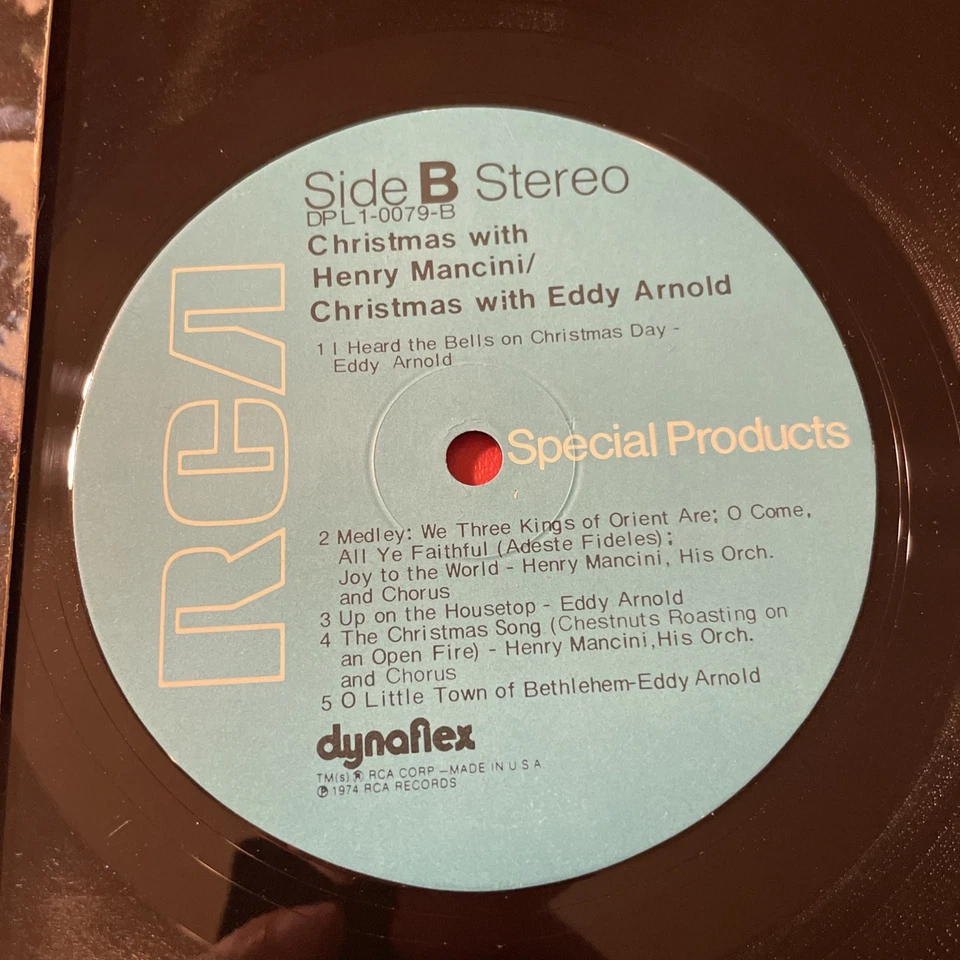 Side B Stereo
DPL1-0079-B
Christmas with
Henry Mancini/
Christmas with Eddy Arnold
1 I Heard the Bells on Christmas Day -
Eddy Arnold
RCA
Special Products
2 Medley: We Three Kings of Orient Are; O Come,
All Ye Faithful (Adeste Fideles);
Joy to the World - Henry Mancini, His Orch.
and Chorus
3 Up on the Housetop - Eddy Arnold
4 The Christmas Song (Chestnuts Roasting on
an Open Fire) - Henry Mancini,His Orch.
and Chorus
5 O Little Town of Bethlehem-Eddy Arnold
dynaflex
TM(s) ® RCA CORP -MADE IN U S A
℗ 1974 RCA RECORDS